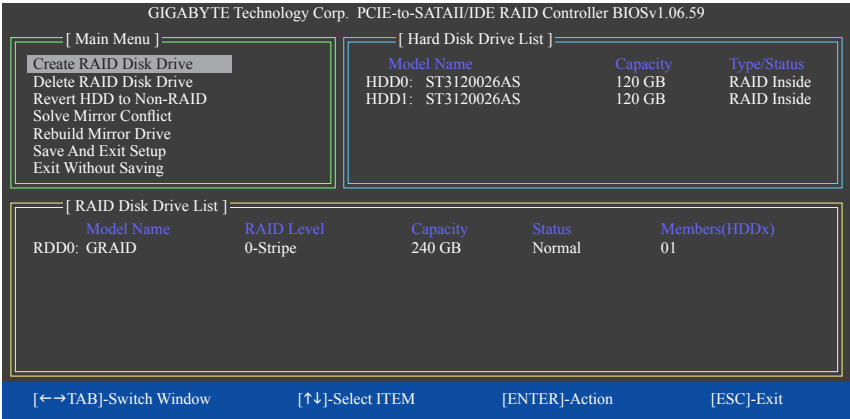 GIGABYTE Technology Corp. PCIE-to-SATAII/IDE RAID Controller BIOSv1.06.59
[ Main Menu ]
Create RAID Disk Drive
Delete RAID Disk Drive
Revert HDD to Non-RAID
Solve Mirror Conflict
Rebuild Mirror Drive
Save And Exit Setup
Exit Without Saving
[ Hard Disk Drive List ]
Model Name Capacity Type/Status
HDD0: ST3120026AS 120 GB RAID Inside
HDD1: ST3120026AS 120 GB RAID Inside
[ RAID Disk Drive List ]
Model Name RAID Level Capacity Status Members(HDDx)
RDD0: GRAID 0-Stripe 240 GB Normal 01
[←→TAB]-Switch Window [↑↓]-Select ITEM [ENTER]-Action [ESC]-Exit